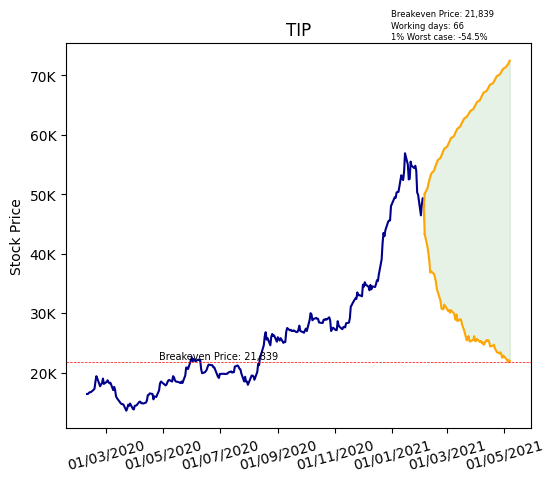 Breakeven Price: 21,839
Working days: 66
1% Worst case: -54.5%
TIP
Stock Price
70K
60K
50K
40K
30K
20K
Breakeven Price: 21,839
01/03/2020
01/05/2020
01/07/2020
01/09/2020
01/11/2020
01/01/2021
01/03/2021
01/05/2021